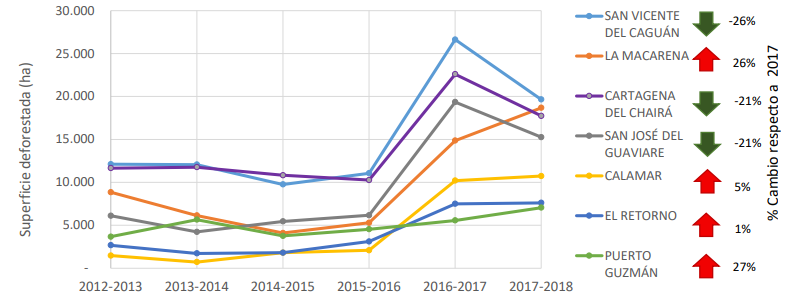 30.000
25.000
20.000
15.000
10.000
5.000
-
Superficie deforestada (ha)
2012-2013
2013-2014
2014-2015
2015-2016
2016-2017
2017-2018
SAN VICENTE
DEL CAGUÁN
-26%
LA MACARENA
26%
CARTAGENA
DEL CHAIRÁ
-21%
SAN JOSÉ DEL
GUAVIARE
-21%
CALAMAR
5%
EL RETORNO
1%
PUERTO
GUZMÁN
27%
% Cambio respecto a 2017